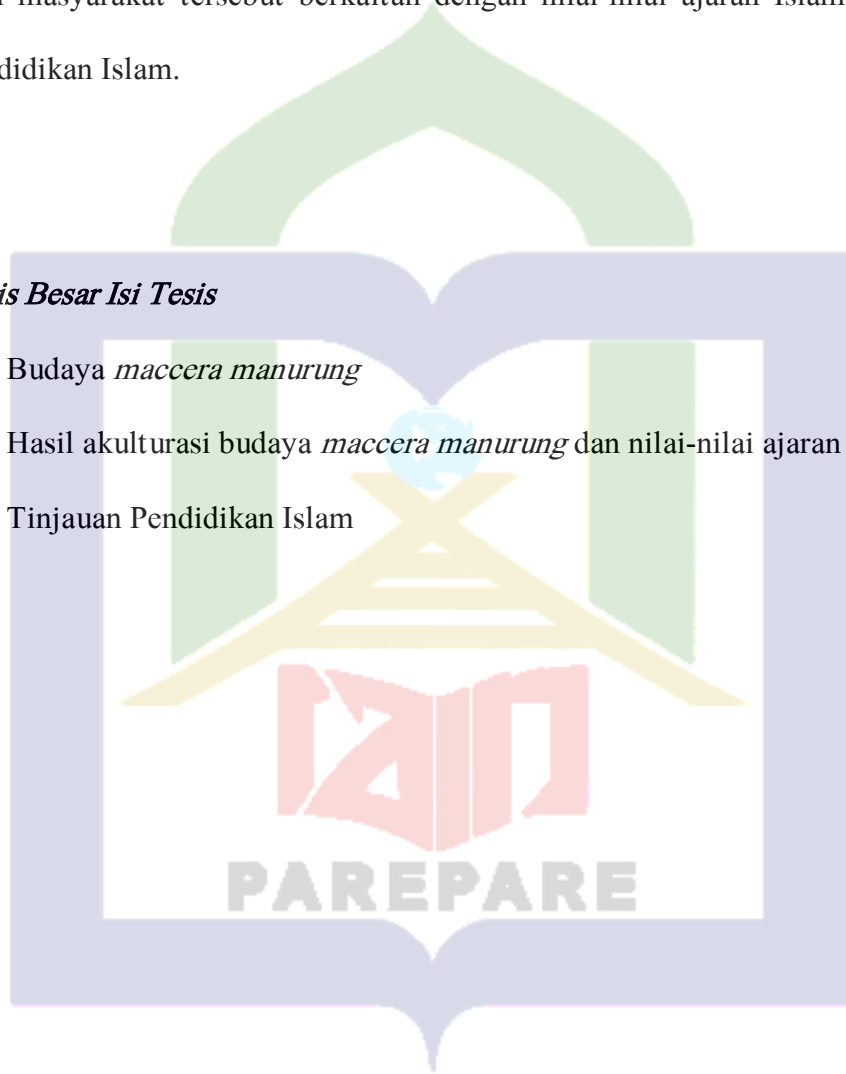 masyarakat tersebut berkaitan dengan nilai-nilai ajaran Islam
didikan Islam.
is Besar Isi Tesis
Budaya maccera manurung
Hasil akulturasi budaya maccera manurung dan nilai-nilai ajaran
Tinjauan Pendidikan Islam
iain
PAREPARE